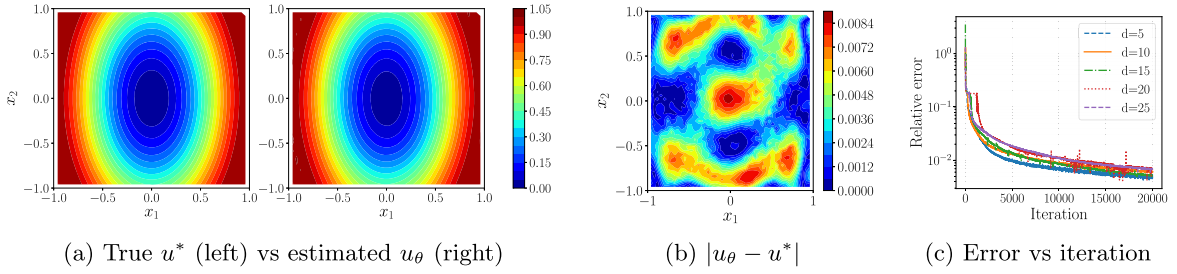 1.0
0.5
0.0
−0.5
−1.0
x₂
−1.0 −0.5 0.0 0.5 1.0
x₁
−1.0 −0.5 0.0 0.5 1.0
x₁
1.05
0.90
0.75
0.60
0.45
0.30
0.15
0.00
(a) True u* (left) vs estimated uθ (right)
1.0
0.5
0.0
−0.5
−1.0
x₂
−1 0 1
x₁
0.0084
0.0072
0.0060
0.0048
0.0036
0.0024
0.0012
0.0000
(b) |uθ − u*|
Relative error
10⁰
10⁻¹
10⁻²
d=5
d=10
d=15
d=20
d=25
0 5000 10000 15000 20000
Iteration
(c) Error vs iteration